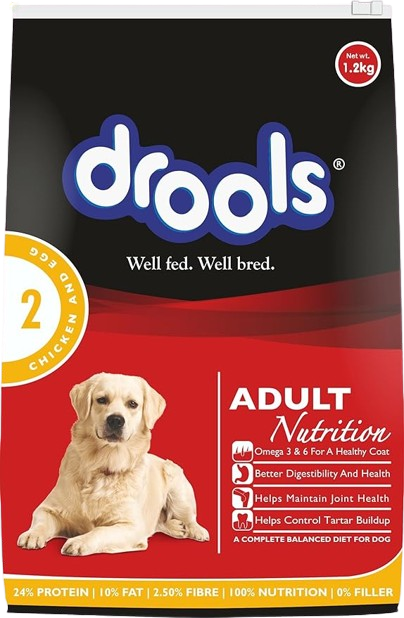 Net wt.
1.2kg
drools®
Well fed. Well bred.
2
CHICKEN AND EGG
ADULT
Nutrition
Omega 3 & 6 For A Healthy Coat
Better Digestibility And Health
Helps Maintain Joint Health
Helps Control Tartar Buildup
A COMPLETE BALANCED DIET FOR DOG
24% PROTEIN | 10% FAT | 2.50% FIBRE | 100% NUTRITION | 0% FILLER